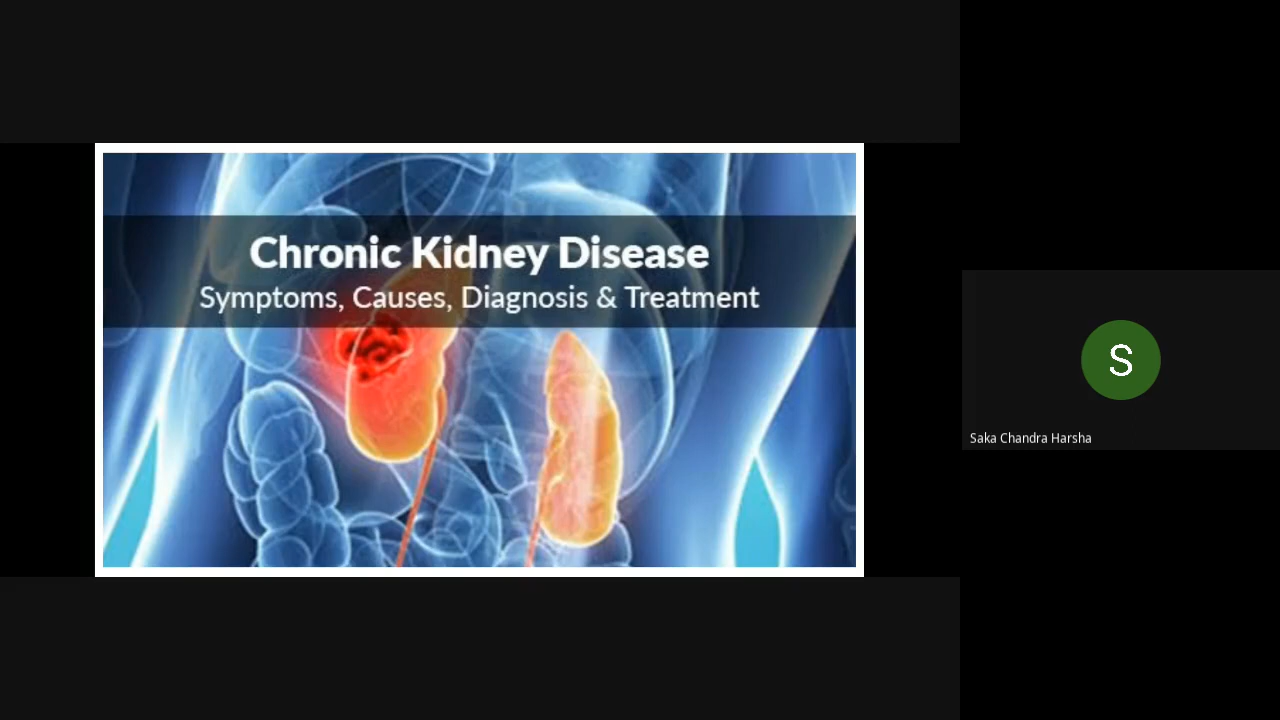 Chronic Kidney Disease
Symptoms, Causes, Diagnosis & Treatment
S
Saka Chandra Harsha